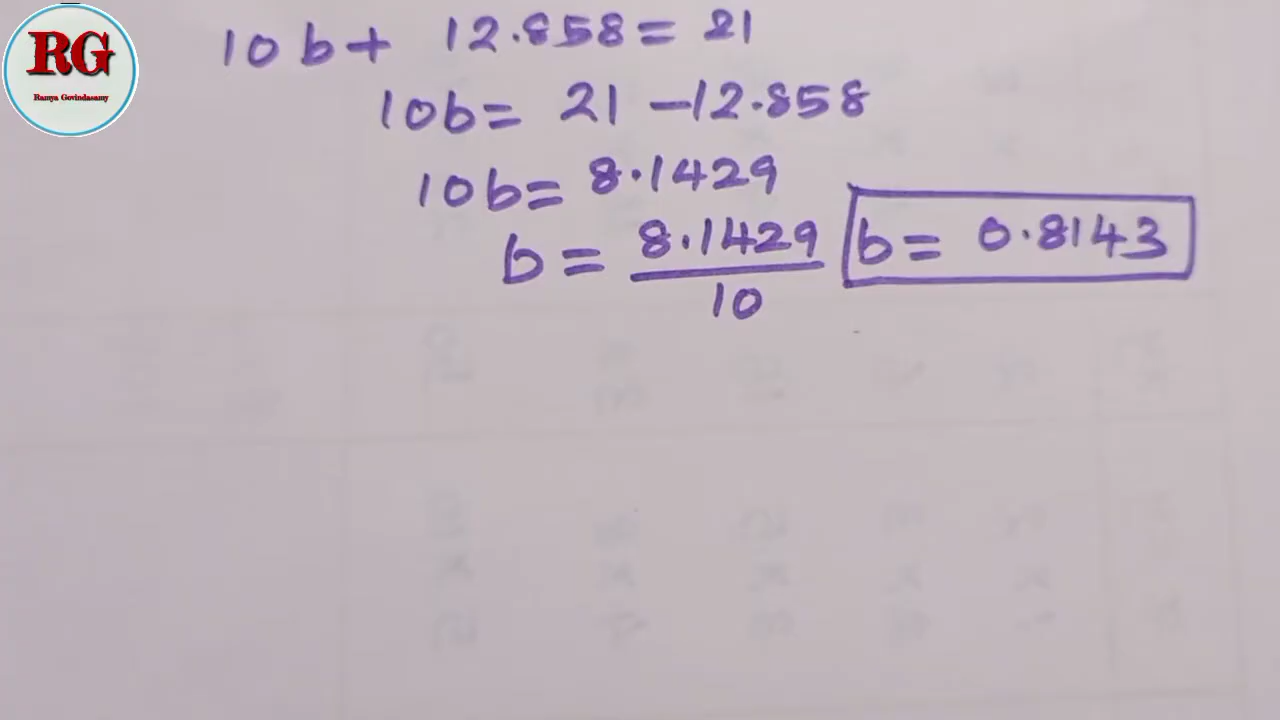 RG
Ramya Govindasamy
10b + 12.858 = 21
10b = 21 - 12.858
10b = 8.1429
b = 8.1429/10 b = 0.8143